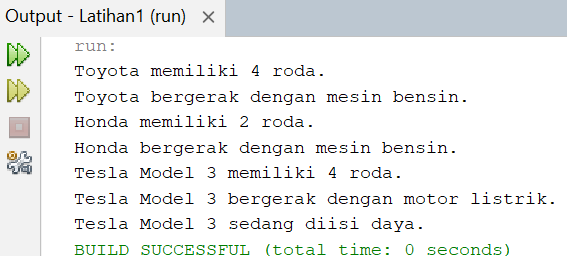 Output - Latihan1 (run) ×
run:
Toyota memiliki 4 roda.
Toyota bergerak dengan mesin bensin.
Honda memiliki 2 roda.
Honda bergerak dengan mesin bensin.
Tesla Model 3 memiliki 4 roda.
Tesla Model 3 bergerak dengan motor listrik.
Tesla Model 3 sedang diisi daya.
BUILD SUCCESSFUL (total time: 0 seconds)